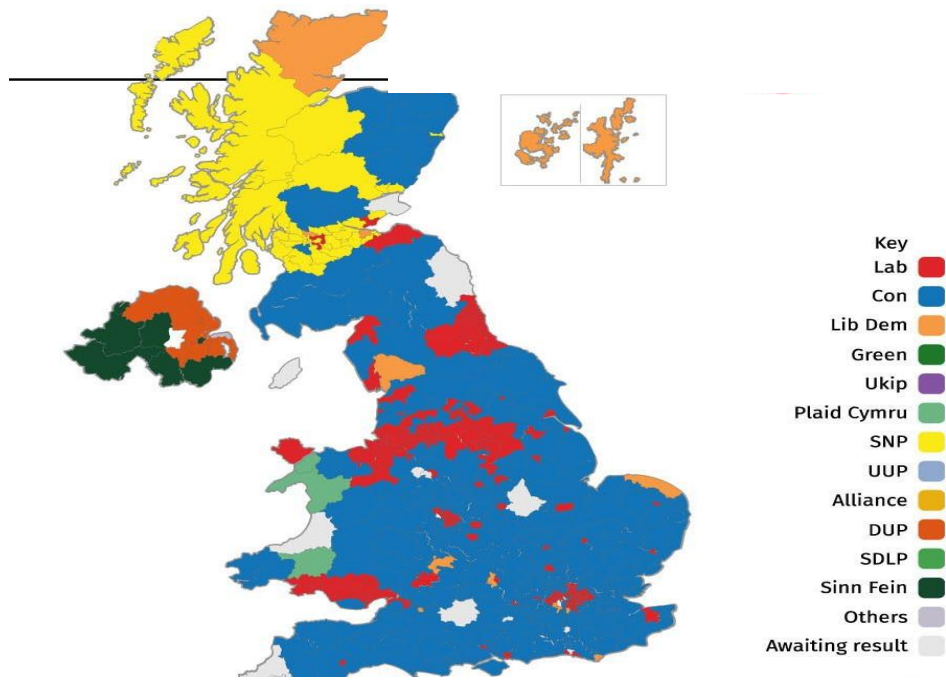 Key
Lab
Con
Lib Dem
Green
Ukip
Plaid Cymru
SNP
UUP
Alliance
DUP
SDLP
Sinn Fein
Others
Awaiting result